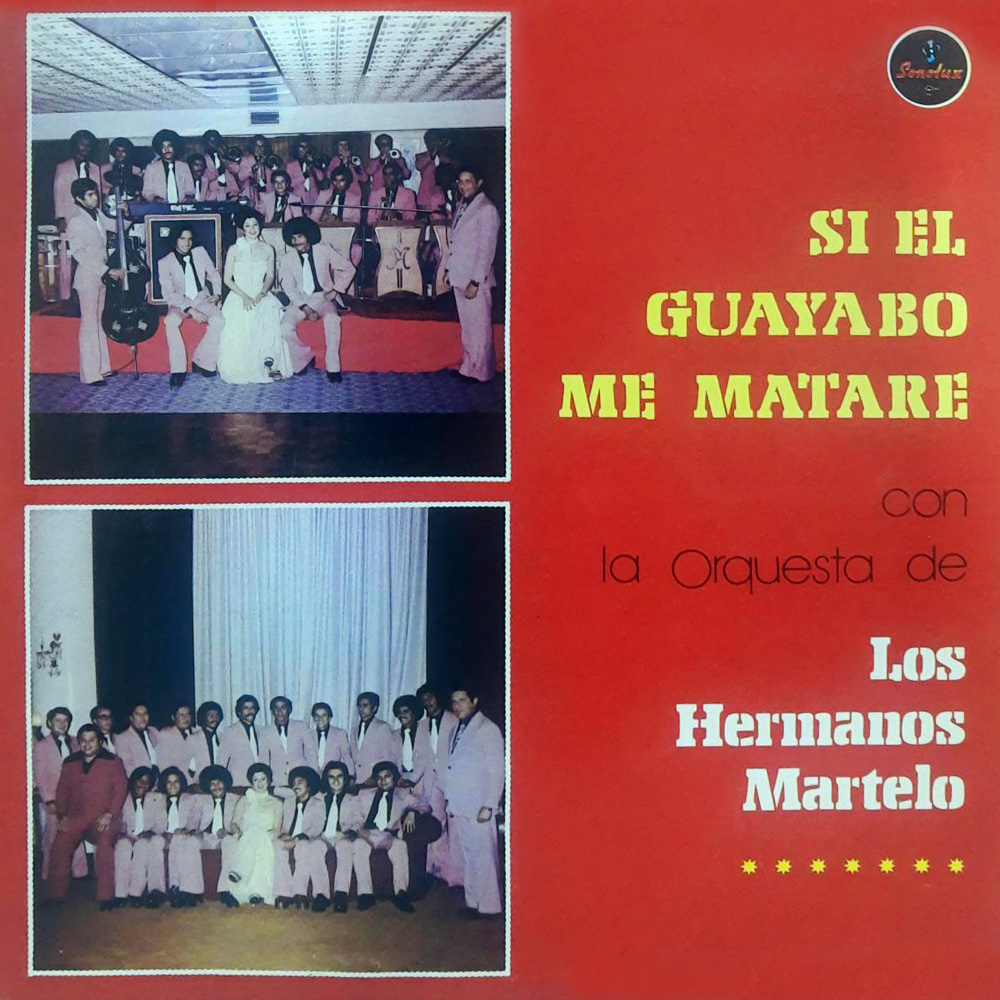 Sonolux
SI EL
GUAYABO
ME MATARE
con
la Orquesta de
Los
Hermanos
Martelo